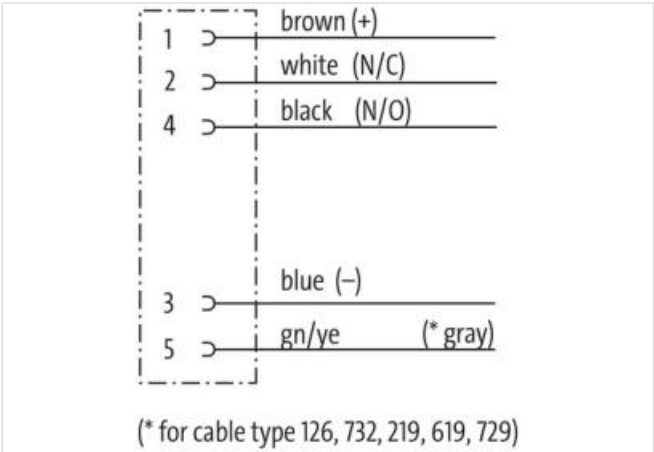 1 brown (+)
2 white (N/C)
4 black (N/O)
3 blue (–)
5 gn/ye (* gray)
(* for cable type 126, 732, 219, 619, 729)